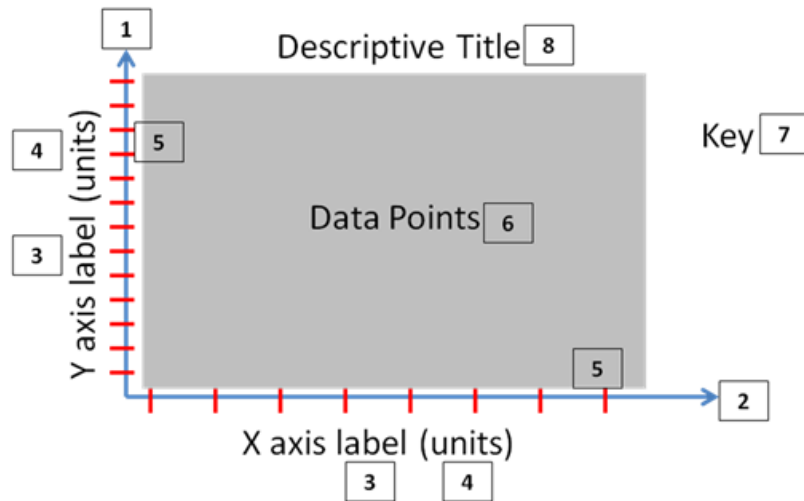 1
Descriptive Title 8
4
5
Key 7
Y axis label (units)
Data Points 6
3
5
2
X axis label (units)
3 4